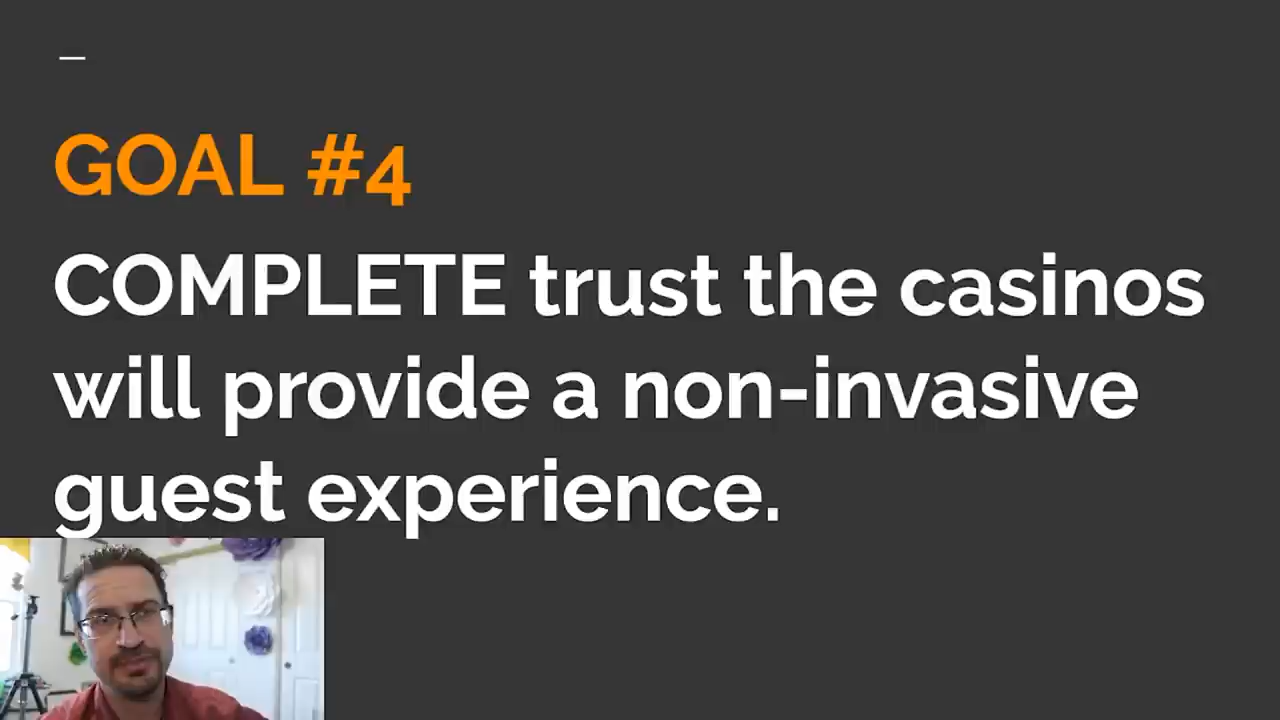 GOAL #4
COMPLETE trust the casinos
will provide a non-invasive
guest experience.